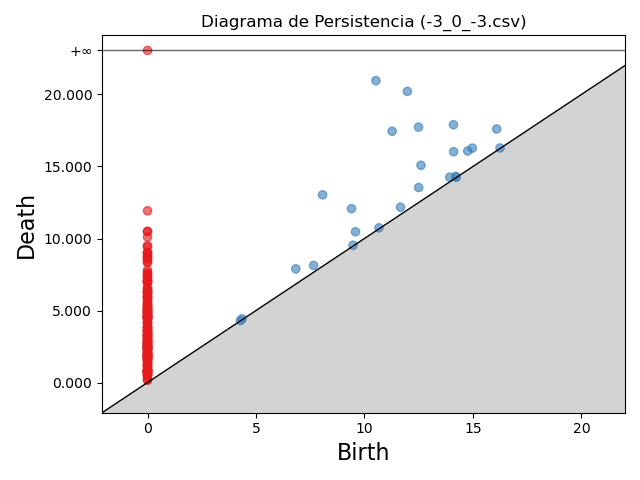 Diagrama de Persistencia (-3_0_-3.csv)
+∞
20.000
15.000
10.000
5.000
0.000
Death
0 5 10 15 20
Birth